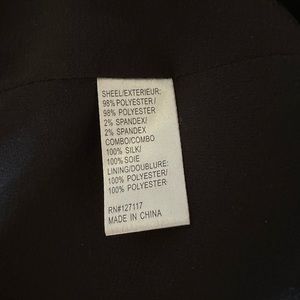 SHEEL/EXTERIEUR:
98% POLYESTER/
98% POLYESTER
2% SPANDEX/
2% SPANDEX
COMBO/COMBO
100% SILK/
100% SOIE
LINING/DOUBLURE:
100% POLYESTER/
100% POLYESTER
RN#127117
MADE IN CHINA